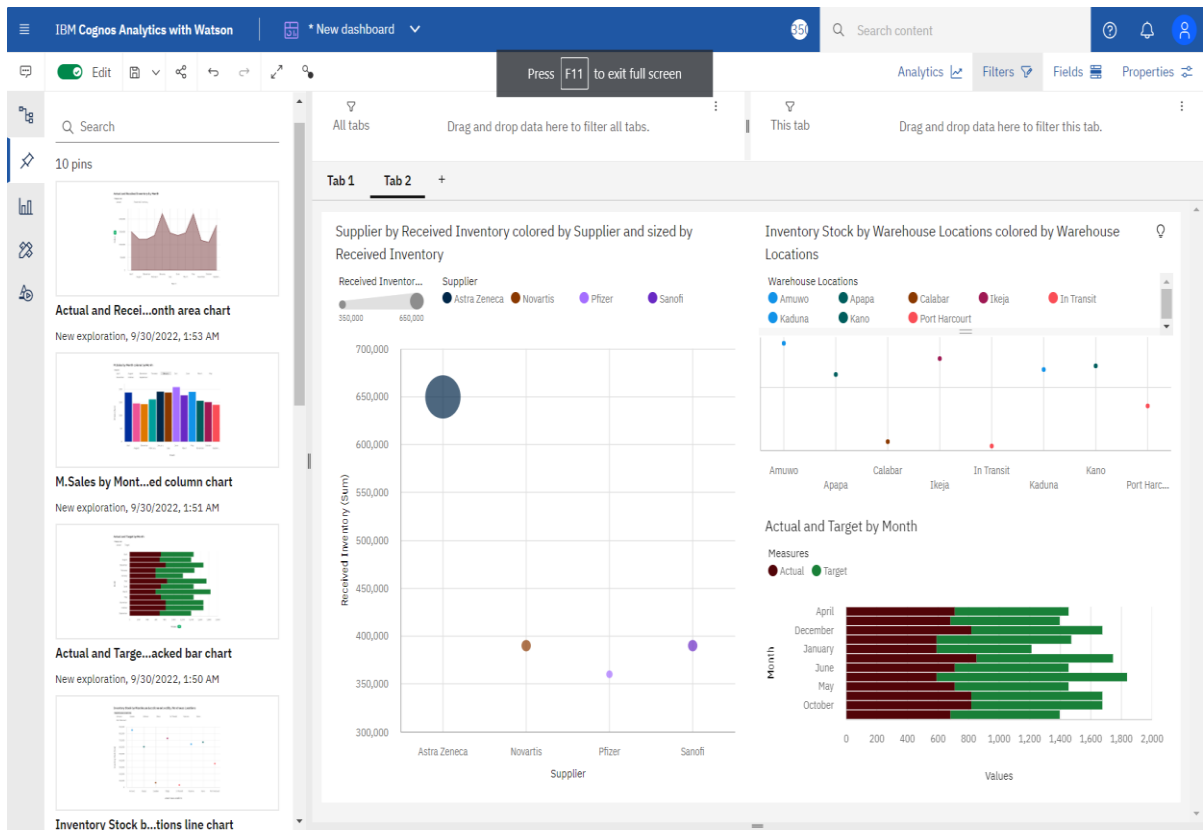 IBM Cognos Analytics with Watson
* New dashboard
350
Search content
Edit
Press F11 to exit full screen
Analytics
Filters
Fields
Properties
Search
10 pins
Actual and Recei...onth area chart
New exploration, 9/30/2022, 1:53 AM
M.Sales by Mont...ed column chart
New exploration, 9/30/2022, 1:51 AM
Actual and Targe...acked bar chart
New exploration, 9/30/2022, 1:50 AM
Inventory Stock b...tions line chart
All tabs
Drag and drop data here to filter all tabs.
This tab
Drag and drop data here to filter this tab.
Tab 1
Tab 2
+
Supplier by Received Inventory colored by Supplier and sized by
Received Inventory
Received Inventor...
350,000
650,000
Supplier
Astra Zeneca
Novartis
Pfizer
Sanofi
Received Inventory (Sum)
700,000
650,000
600,000
550,000
500,000
450,000
400,000
350,000
300,000
Astra Zeneca
Novartis
Pfizer
Sanofi
Supplier
Inventory Stock by Warehouse Locations colored by Warehouse
Locations
Warehouse Locations
Amuwo
Apapa
Calabar
Ikeja
In Transit
Kaduna
Kano
Port Harcourt
Amuwo
Apapa
Calabar
Ikeja
In Transit
Kaduna
Kano
Port Harc...
Actual and Target by Month
Measures
Actual
Target
Month
April
December
January
June
May
October
0 200 400 600 800 1,000 1,200 1,400 1,600 1,800 2,000
Values